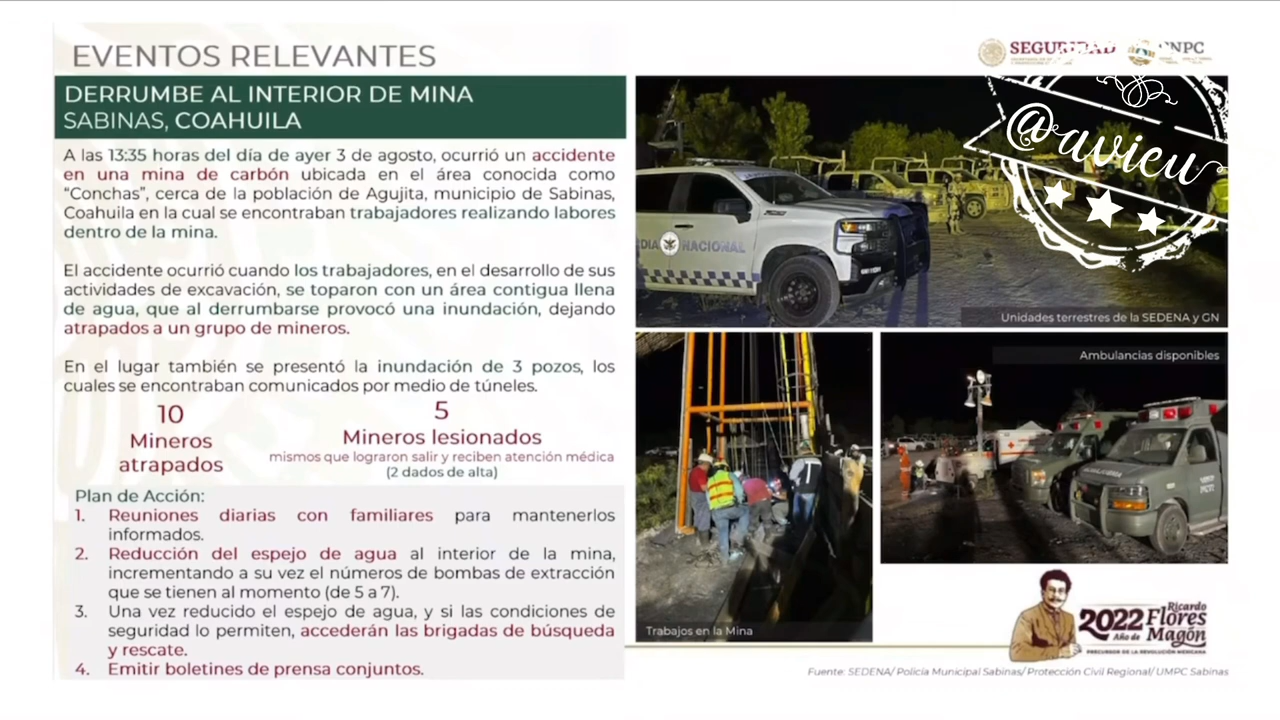 EVENTOS RELEVANTES
SEGURIDAD
CNPC
DERRUMBE AL INTERIOR DE MINA
SABINAS, COAHUILA
A las 13:35 horas del día de ayer 3 de agosto, ocurrió un accidente
en una mina de carbón ubicada en el área conocida como
“Conchas”, cerca de la población de Agujita, municipio de Sabinas,
Coahuila en la cual se encontraban trabajadores realizando labores
dentro de la mina.
El accidente ocurrió cuando los trabajadores, en el desarrollo de sus
actividades de excavación, se toparon con un área contigua llena
de agua, que al derrumbarse provocó una inundación, dejando
atrapados a un grupo de mineros.
En el lugar también se presentó la inundación de 3 pozos, los
cuales se encontraban comunicados por medio de túneles.
10
Mineros
atrapados
5
Mineros lesionados
mismos que lograron salir y reciben atención médica
(2 dados de alta)
Plan de Acción:
1. Reuniones diarias con familiares para mantenerlos
informados.
2. Reducción del espejo de agua al interior de la mina,
incrementando a su vez el números de bombas de extracción
que se tienen al momento (de 5 a 7).
3. Una vez reducido el espejo de agua, y si las condiciones de
seguridad lo permiten, accederán las brigadas de búsqueda
y rescate.
4. Emitir boletines de prensa conjuntos.
@avicu
DIA NACIONAL
Unidades terrestres de la SEDENA y GN
Trabajos en la Mina
Ambulancias disponibles
2022 Ricardo
Año de Flores
Magón
PRECURSOR DE LA REVOLUCIÓN MEXICANA
Fuente: SEDENA/ Policía Municipal Sabinas/ Protección Civil Regional/ UMPC Sabinas